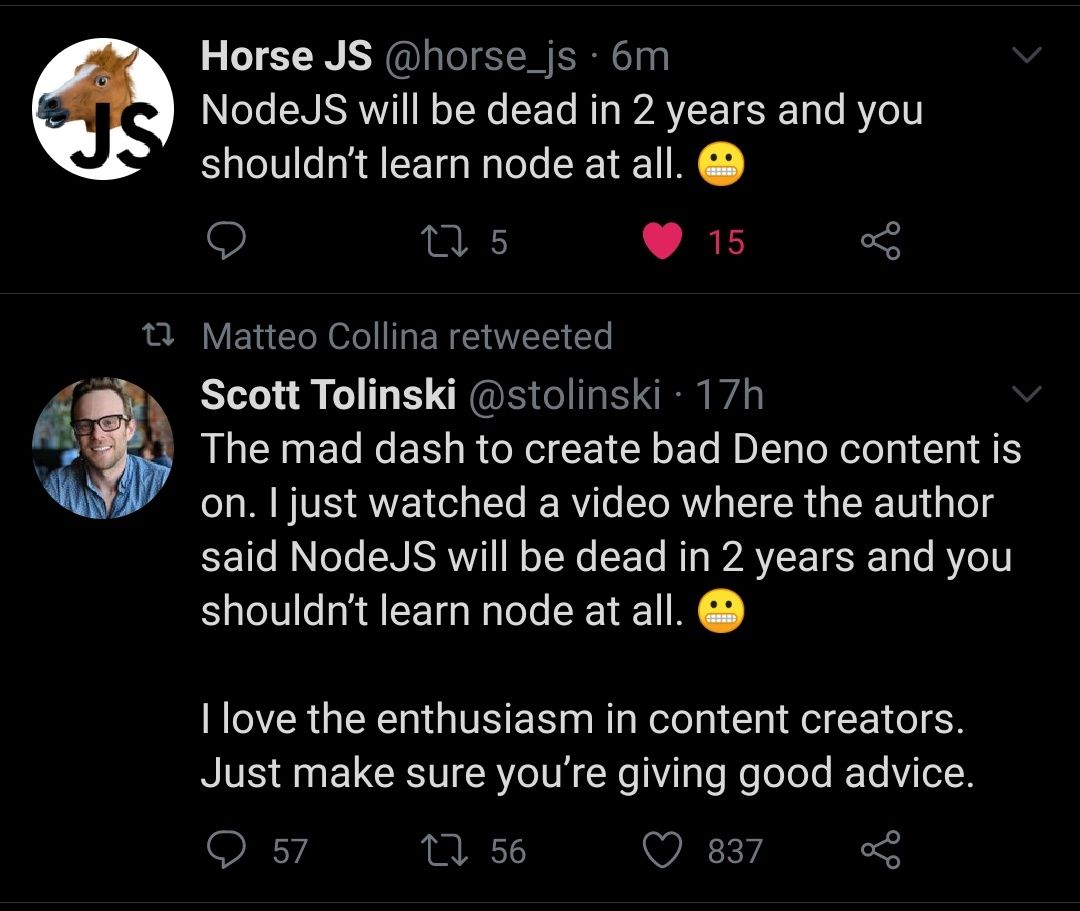 Horse JS @horse_js · 6m
NodeJS will be dead in 2 years and you
shouldn’t learn node at all. 😬
5 15
JS
Matteo Collina retweeted
Scott Tolinski @stolinski · 17h
The mad dash to create bad Deno content is
on. I just watched a video where the author
said NodeJS will be dead in 2 years and you
shouldn’t learn node at all. 😬
I love the enthusiasm in content creators.
Just make sure you’re giving good advice.
57 56 837